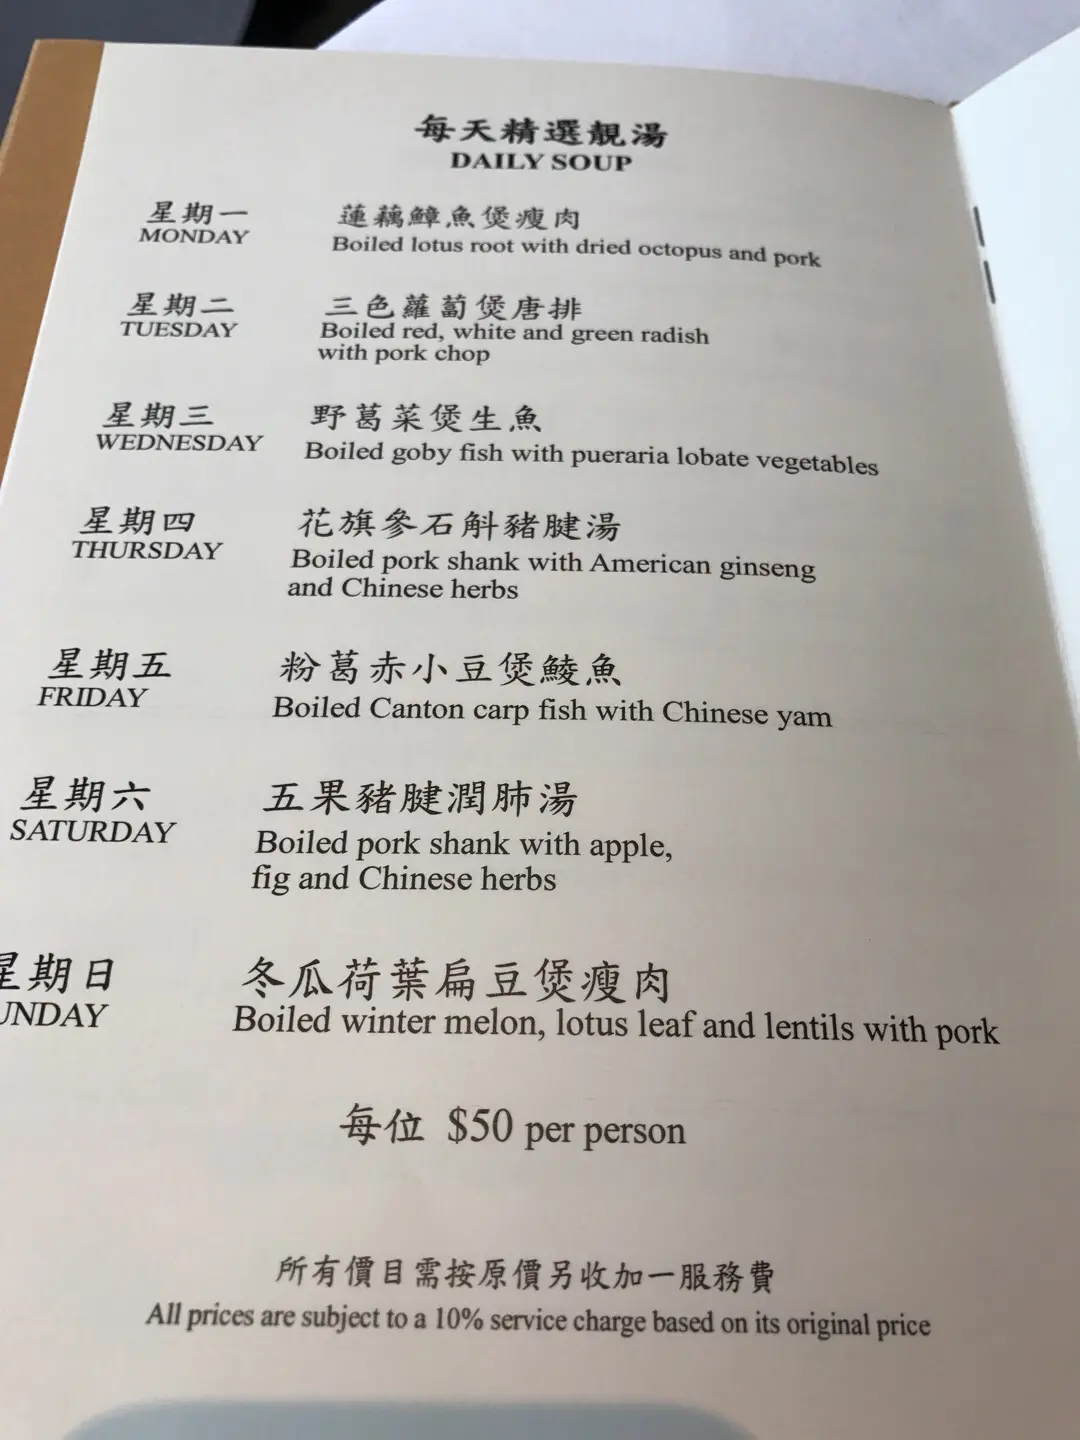 每天精選靚湯
DAILY SOUP
星期一 蓮藕鱆魚煲瘦肉
MONDAY Boiled lotus root with dried octopus and pork
星期二 三色蘿蔔煲唐排
TUESDAY Boiled red, white and green radish
with pork chop
星期三 野葛菜煲生魚
WEDNESDAY Boiled goby fish with pueraria lobate vegetables
星期四 花旗參石斛豬腱湯
THURSDAY Boiled pork shank with American ginseng
and Chinese herbs
星期五 粉葛赤小豆煲鯪魚
FRIDAY Boiled Canton carp fish with Chinese yam
星期六 五果豬腱潤肺湯
SATURDAY Boiled pork shank with apple,
fig and Chinese herbs
星期日 冬瓜荷葉扁豆煲瘦肉
UNDAY Boiled winter melon, lotus leaf and lentils with pork
每位 $50 per person
所有價目需按原價另收加一服務費
All prices are subject to a 10% service charge based on its original price